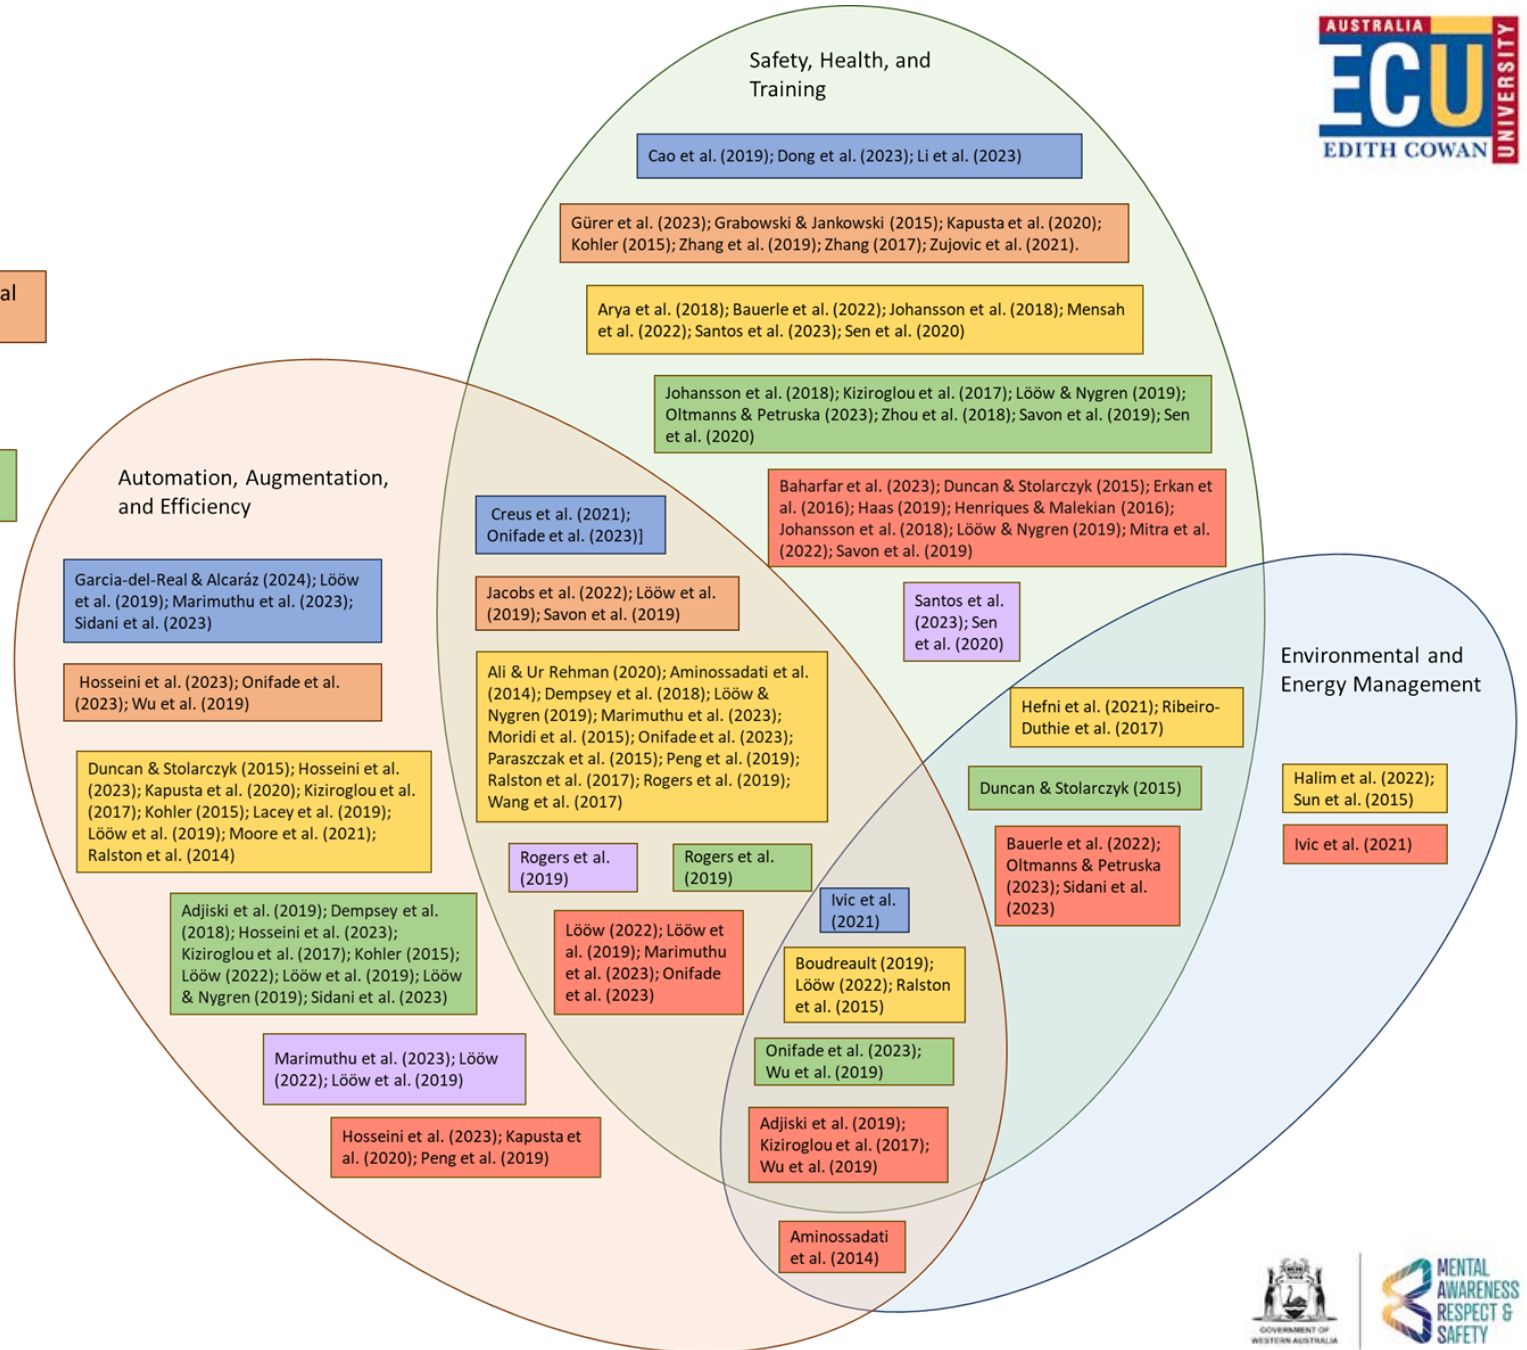 AUSTRALIA
ECU
UNIVERSITY
EDITH COWAN
Safety, Health, and
Training
Cao et al. (2019); Dong et al. (2023); Li et al. (2023)
Gürer et al. (2023); Grabowski & Jankowski (2015); Kapusta et al. (2020);
Kohler (2015); Zhang et al. (2019); Zhang (2017); Zujovic et al. (2021).
al
Arya et al. (2018); Bauerle et al. (2022); Johansson et al. (2018); Mensah
et al. (2022); Santos et al. (2023); Sen et al. (2020)
Johansson et al. (2018); Kiziroglou et al. (2017); Lööw & Nygren (2019);
Oltmanns & Petruska (2023); Zhou et al. (2018); Savon et al. (2019); Sen
et al. (2020)
Baharfar et al. (2023); Duncan & Stolarczyk (2015); Erkan et
al. (2016); Haas (2019); Henriques & Malekian (2016);
Johansson et al. (2018); Lööw & Nygren (2019); Mitra et al.
(2022); Savon et al. (2019)
Santos et al.
(2023); Sen
et al. (2020)
Automation, Augmentation,
and Efficiency
Garcia-del-Real & Alcaráz (2024); Lööw
et al. (2019); Marimuthu et al. (2023);
Sidani et al. (2023)
Hosseini et al. (2023); Onifade et al.
(2023); Wu et al. (2019)
Duncan & Stolarczyk (2015); Hosseini et al.
(2023); Kapusta et al. (2020); Kiziroglou et al.
(2017); Kohler (2015); Lacey et al. (2019);
Lööw et al. (2019); Moore et al. (2021);
Ralston et al. (2014)
Adjiski et al. (2019); Dempsey et al.
(2018); Hosseini et al. (2023);
Kiziroglou et al. (2017); Kohler (2015);
Lööw (2022); Lööw et al. (2019); Lööw
& Nygren (2019); Sidani et al. (2023)
Marimuthu et al. (2023); Lööw
(2022); Lööw et al. (2019)
Hosseini et al. (2023); Kapusta et
al. (2020); Peng et al. (2019)
Creus et al. (2021);
Onifade et al. (2023)]
Jacobs et al. (2022); Lööw et al.
(2019); Savon et al. (2019)
Ali & Ur Rehman (2020); Aminossadati et al.
(2014); Dempsey et al. (2018); Lööw &
Nygren (2019); Marimuthu et al. (2023);
Moridi et al. (2015); Onifade et al. (2023);
Paraszczak et al. (2015); Peng et al. (2019);
Ralston et al. (2017); Rogers et al. (2019);
Wang et al. (2017)
Rogers et al.
(2019)
Rogers et al.
(2019)
Lööw (2022); Lööw et
al. (2019); Marimuthu
et al. (2023); Onifade
et al. (2023)
Ivic et al.
(2021)
Boudreault (2019);
Lööw (2022); Ralston
et al. (2015)
Onifade et al. (2023);
Wu et al. (2019)
Adjiski et al. (2019);
Kiziroglou et al. (2017);
Wu et al. (2019)
Aminossadati
et al. (2014)
Hefni et al. (2021); Ribeiro-
Duthie et al. (2017)
Duncan & Stolarczyk (2015)
Bauerle et al. (2022);
Oltmanns & Petruska
(2023); Sidani et al.
(2023)
Environmental and
Energy Management
Halim et al. (2022);
Sun et al. (2015)
Ivic et al. (2021)
GOVERNMENT OF
WESTERN AUSTRALIA
MENTAL
AWARENESS
RESPECT &
SAFETY